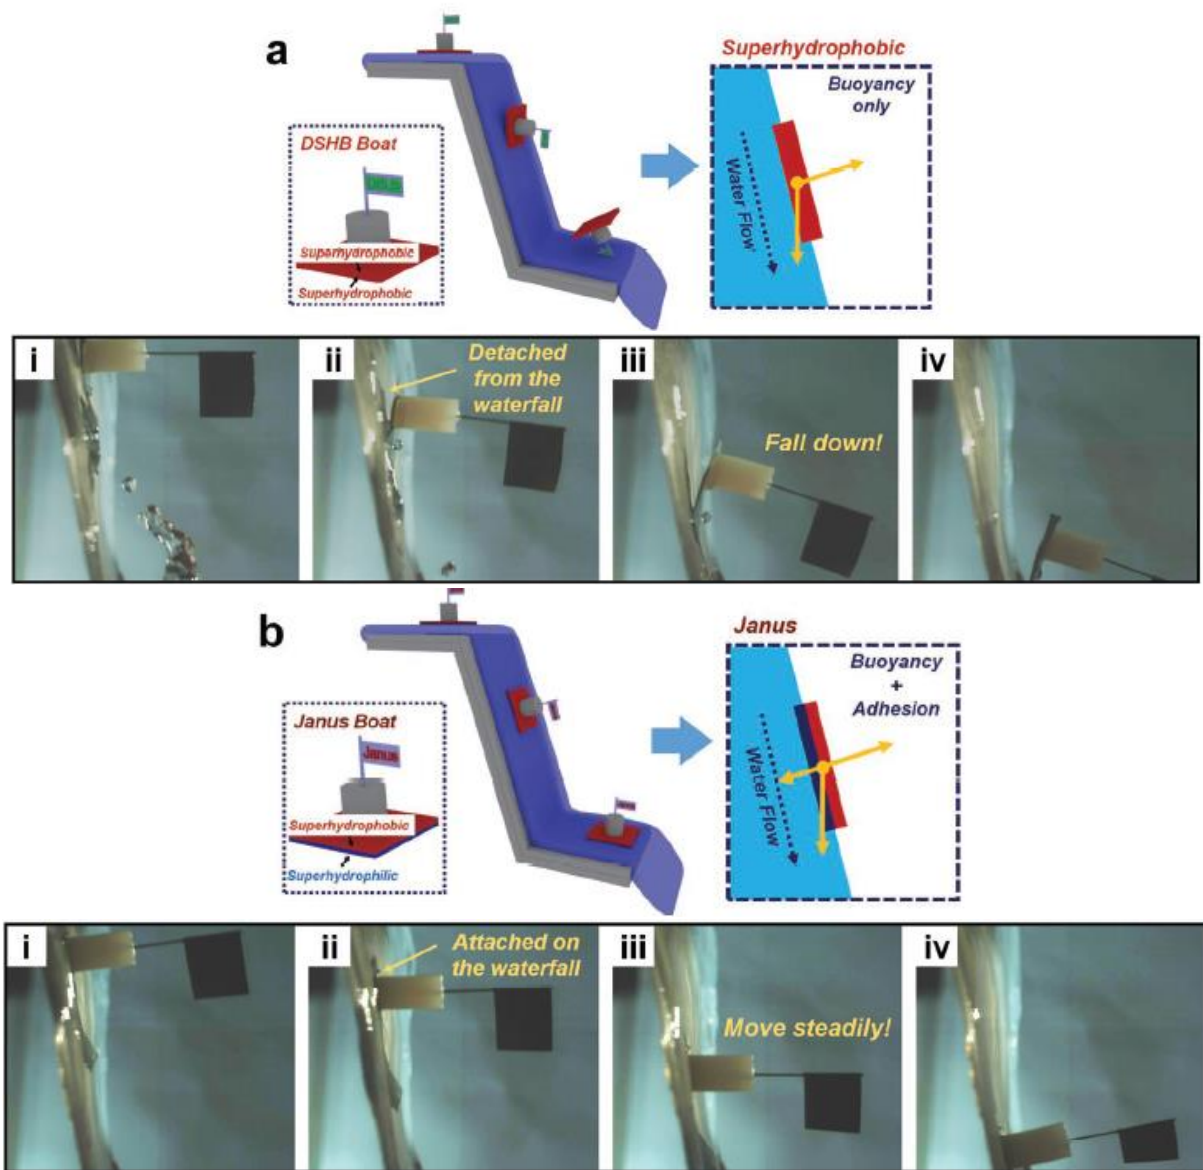 a
DSHB Boat
Superhydrophobic
Superhydrophobic
Superhydrophobic
Buoyancy
only
Water Flow
i
ii
Detached
from the
waterfall
iii
Fall down!
iv
b
Janus Boat
Janus
Superhydrophobic
Superhydrophilic
Janus
Buoyancy
+
Adhesion
Water Flow
i
ii
Attached on
the waterfall
iii
Move steadily!
iv